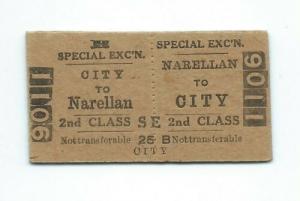 SPECIAL EXC'N.
CITY
TO
Narellan
2nd CLASS
Not transferable
SPECIAL EXC'N.
NARELLAN
TO
CITY
2nd CLASS
Not transferable
S E
25 B
CITY
1106
1106